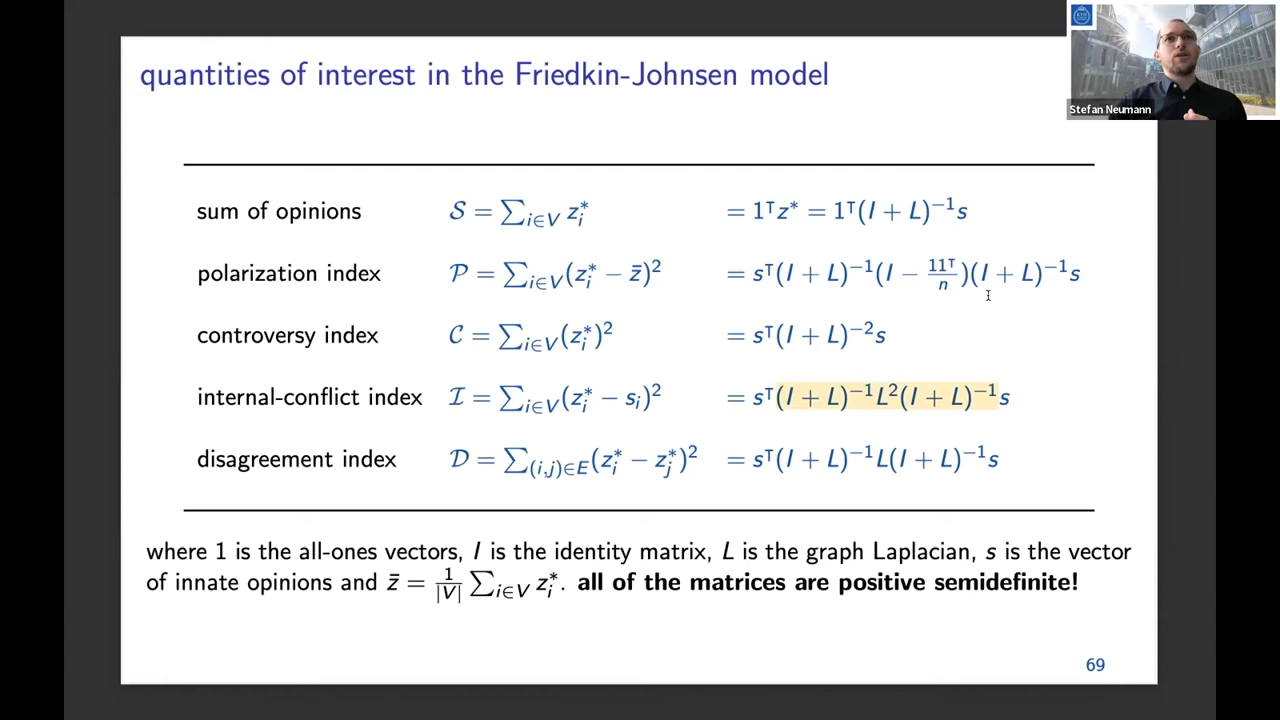 quantities of interest in the Friedkin-Johnsen model
Stefan Neumann
sum of opinions 𝒮 = ∑_{i∈V} z_i^* = 1^⊺z^* = 1^⊺(I + L)^{−1}s
polarization index 𝒫 = ∑_{i∈V}(z_i^* − z̄)^2 = s^⊺(I + L)^{−1}(I − 11^⊺/n)(I + L)^{−1}s
controversy index 𝒞 = ∑_{i∈V}(z_i^*)^2 = s^⊺(I + L)^{−2}s
internal-conflict index ℐ = ∑_{i∈V}(z_i^* − s_i)^2 = s^⊺(I + L)^{−1}L^2(I + L)^{−1}s
disagreement index 𝒟 = ∑_{(i,j)∈E}(z_i^* − z_j^*)^2 = s^⊺(I + L)^{−1}L(I + L)^{−1}s
where 1 is the all-ones vectors, I is the identity matrix, L is the graph Laplacian, s is the vector
of innate opinions and z̄ = 1/|V| ∑_{i∈V} z_i^*. all of the matrices are positive semidefinite!
69